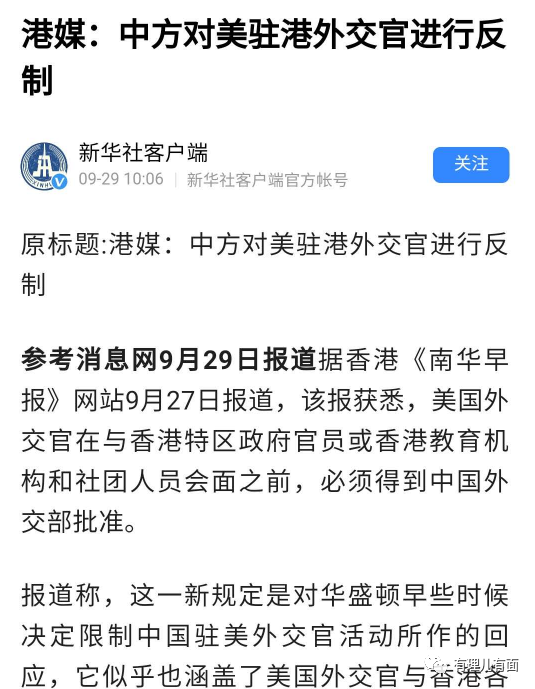 港媒：中方对美驻港外交官进行反
制
新华社客户端
09-29 10:06 | 新华社客户端官方帐号
关注
原标题:港媒：中方对美驻港外交官进行反
制
参考消息网9月29日报道据香港《南华早
报》网站9月27日报道，该报获悉，美国外
交官在与香港特区政府官员或香港教育机
构和社团人员会面之前，必须得到中国外
交部批准。
报道称，这一新规定是对华盛顿早些时候
决定限制中国驻美外交官活动所作的回
应，它似乎也涵盖了美国外交官与香港各
有理儿有面